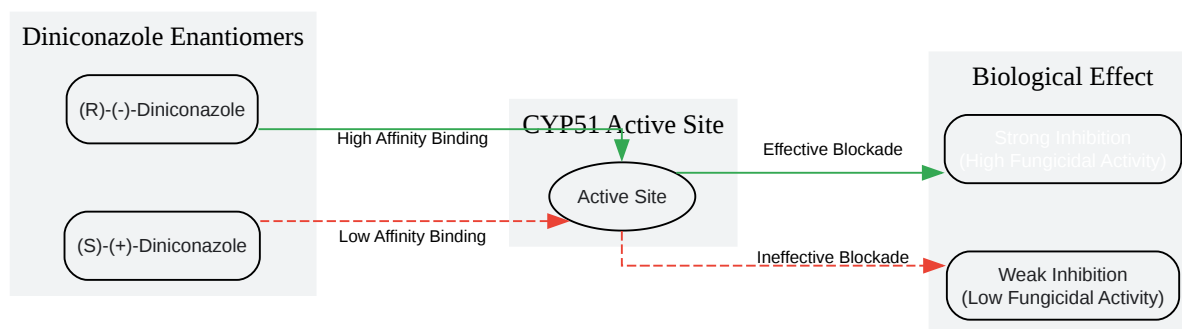 Diniconazole Enantiomers
(R)-(-)-Diniconazole
(S)-(+)-Diniconazole
High Affinity Binding
Low Affinity Binding
CYP51 Active Site
Active Site
Effective Blockade
Ineffective Blockade
Biological Effect
Strong Inhibition
(High Fungicidal Activity)
Weak Inhibition
(Low Fungicidal Activity)